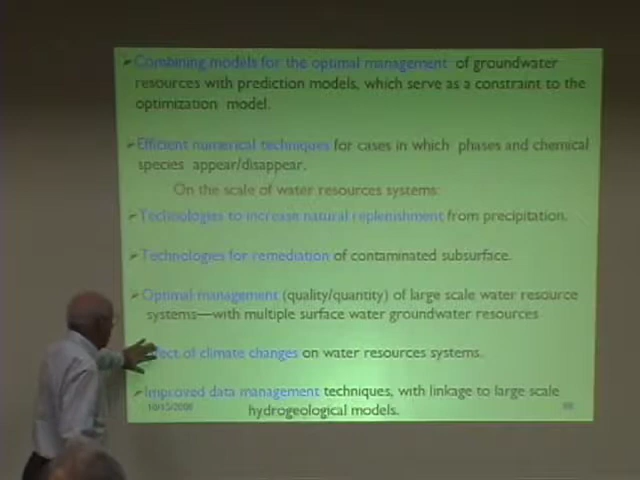 Combining models for the optimal management of groundwater
resources with prediction models, which serve as a constraint to the
optimization model.
Efficient numerical techniques for cases in which phases and chemical
species appear/disappear.
On the scale of water resources systems:
Technologies to increase natural replenishment from precipitation.
Technologies for remediation of contaminated subsurface.
Optimal management (quality/quantity) of large scale water resource
systems—with multiple surface water groundwater resources
fect of climate changes on water resources systems.
Improved data management techniques, with linkage to large scale
hydrogeological models.